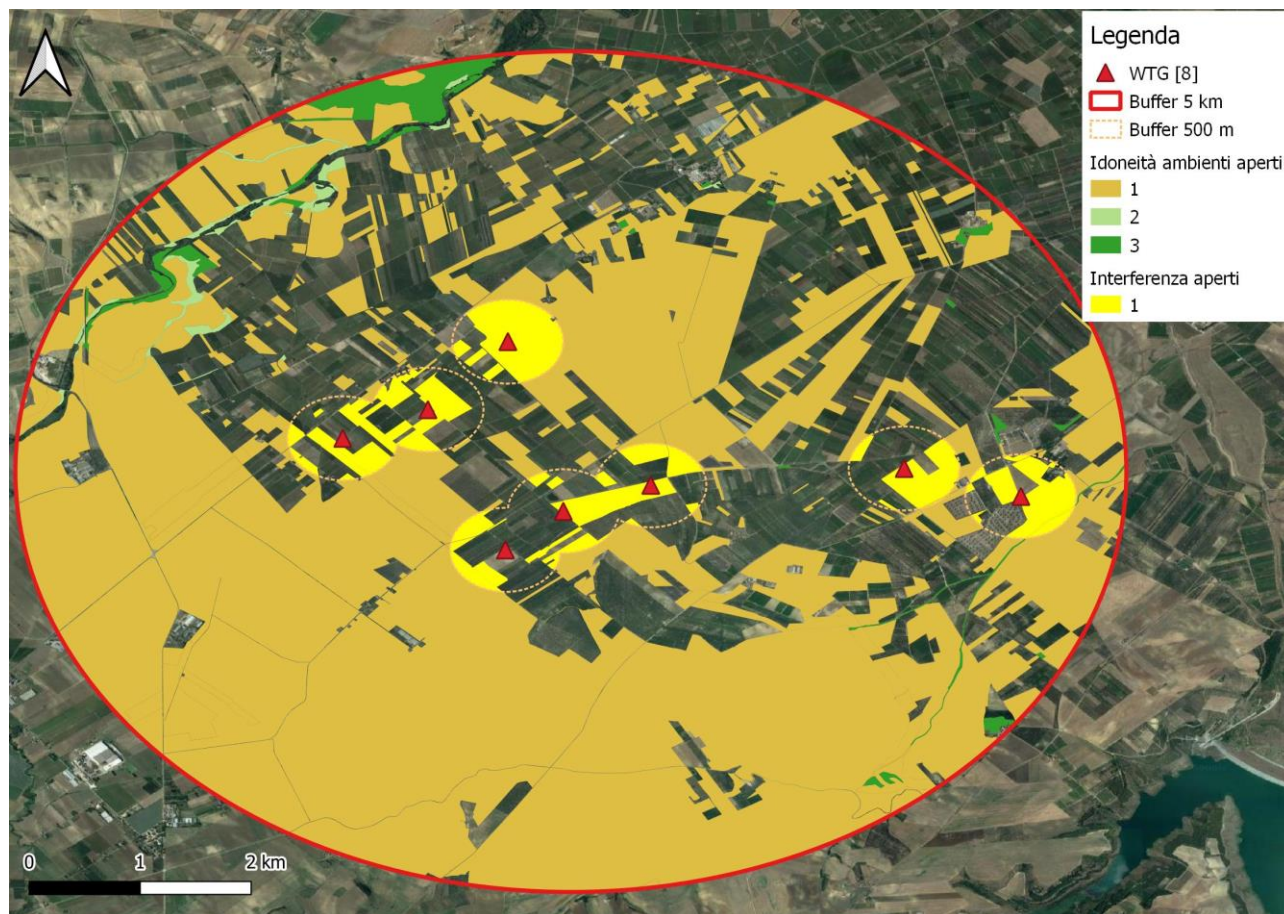 Legenda
WTG [8]
Buffer 5 km
Buffer 500 m
Idoneità ambienti aperti
1
2
3
Interferenza aperti
1
0 1 2 km